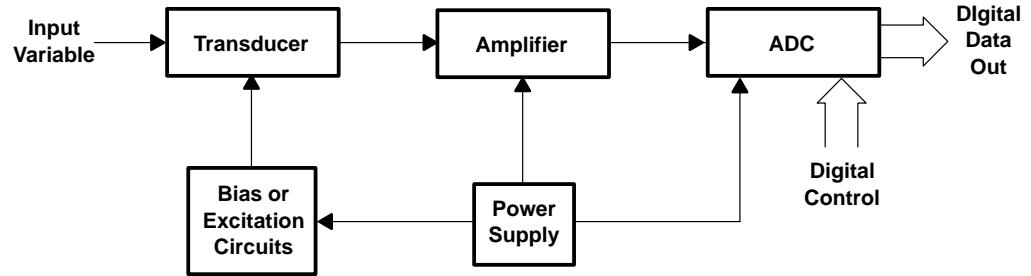 Input
Variable
Transducer
Amplifier
ADC
DIgital
Data
Out
Bias or
Excitation
Circuits
Power
Supply
Digital
Control